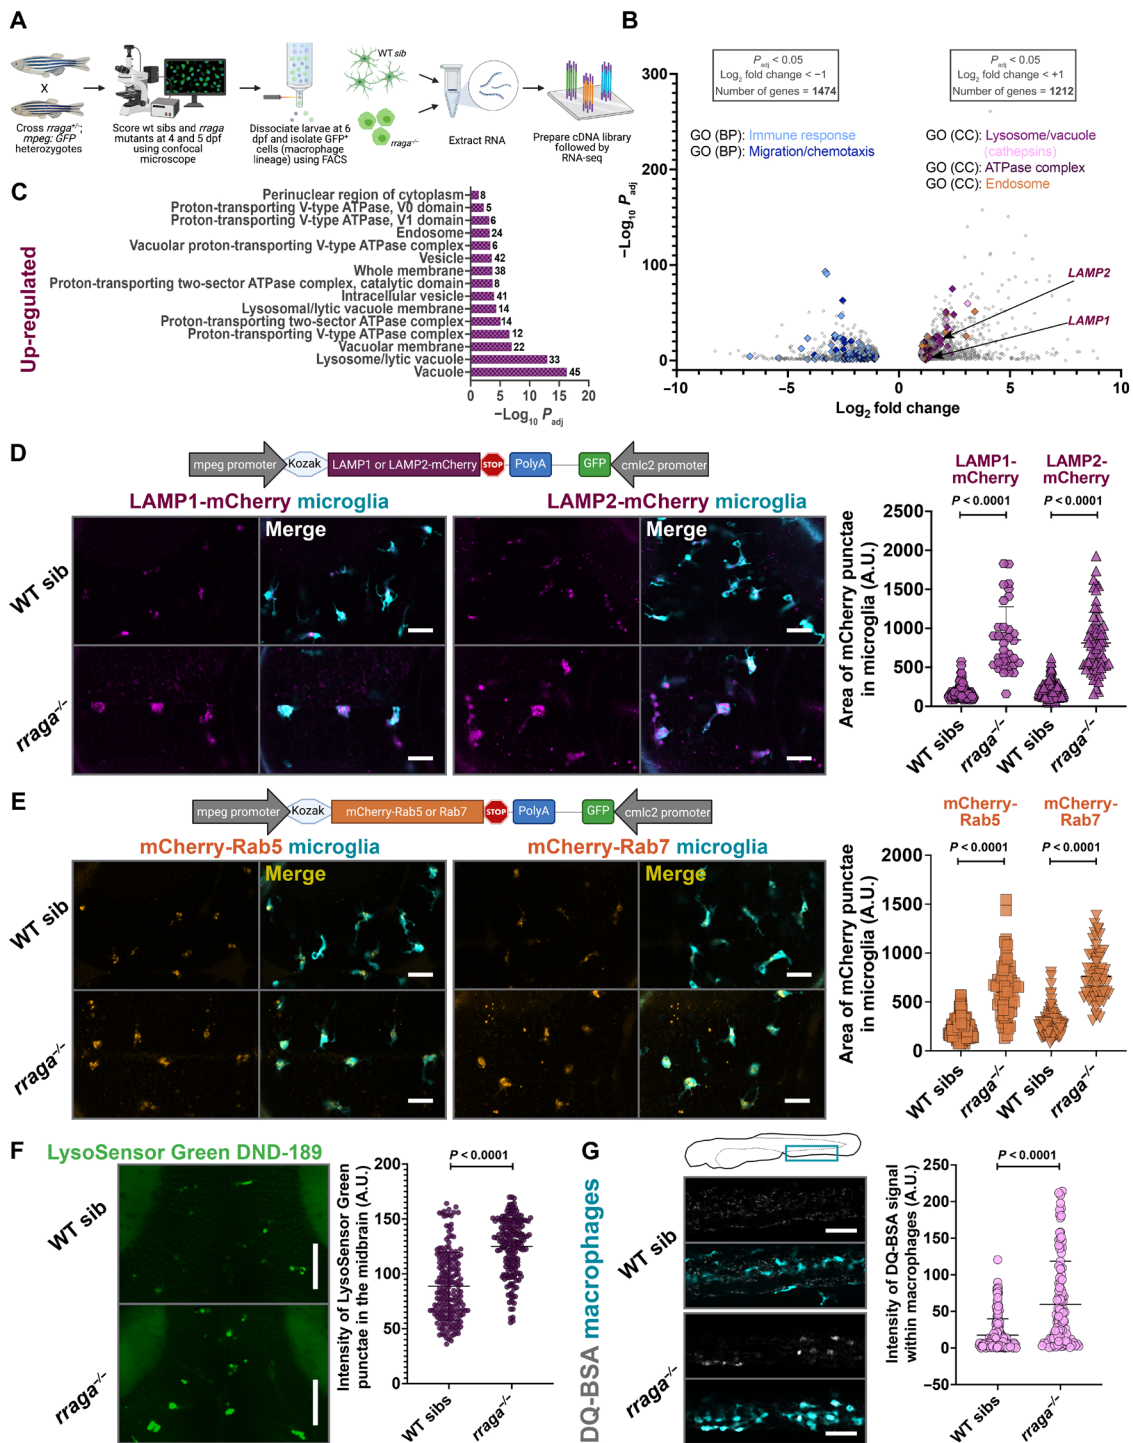 A
WT sib
X
rraga-/-
Cross rraga+/-;
mpeg: GFP
heterozygotes
Score wt sibs and rraga
mutants at 4 and 5 dpf
using confocal
microscope
Dissociate larvae at 6
dpf and isolate GFP+
cells (macrophage
lineage) using FACS
Extract RNA
Prepare cDNA library
followed by
RNA-seq
B
Padj < 0.05
Log2 fold change < −1
Number of genes = 1474
Padj < 0.05
Log2 fold change < +1
Number of genes = 1212
GO (BP): Immune response
GO (BP): Migration/chemotaxis
GO (CC): Lysosome/vacuole
(cathepsins)
GO (CC): ATPase complex
GO (CC): Endosome
−Log10 Padj
300
200
100
0
LAMP2
LAMP1
−10
−5
0
5
10
Log2 fold change
C
Up-regulated
Perinuclear region of cytoplasm 8
Proton-transporting V-type ATPase, V0 domain 5
Proton-transporting V-type ATPase, V1 domain 6
Endosome 24
Vacuolar proton-transporting V-type ATPase complex 6
Vesicle 42
Whole membrane 38
Proton-transporting two-sector ATPase complex, catalytic domain 8
Intracellular vesicle 41
Lysosomal/lytic vacuole membrane 14
Proton-transporting two-sector ATPase complex 14
Proton-transporting V-type ATPase complex 12
Vacuolar membrane 22
Lysosome/lytic vacuole 33
Vacuole 45
0 5 10 15 20
−Log10 Padj
D
mpeg promoter Kozak LAMP1 or LAMP2-mCherry STOP PolyA GFP cmlc2 promoter
LAMP1-mCherry microglia
LAMP2-mCherry microglia
Merge
Merge
WT sib
rraga−/−
LAMP1-
mCherry
LAMP2-
mCherry
P < 0.0001
P < 0.0001
Area of mCherry punctae
in microglia (A.U.)
2500
2000
1500
1000
500
0
WT sibs
rraga−/−
WT sibs
rraga−/−
E
mpeg promoter Kozak mCherry-Rab5 or Rab7 STOP PolyA GFP cmlc2 promoter
mCherry-Rab5 microglia
mCherry-Rab7 microglia
Merge
Merge
WT sib
rraga−/−
mCherry-
Rab5
mCherry-
Rab7
P < 0.0001
P < 0.0001
Area of mCherry punctae
in microglia (A.U.)
2000
1500
1000
500
0
WT sibs
rraga−/−
WT sibs
rraga−/−
F
LysoSensor Green DND-189
WT sib
rraga−/−
P < 0.0001
Intensity of LysoSensor Green
punctae in the midbrain (A.U.)
200
150
100
50
0
WT sibs
rraga−/−
G
DQ-BSA macrophages
WT sib
rraga−/−
P < 0.0001
Intensity of DQ-BSA signal
within macrophages (A.U.)
250
200
150
100
50
0
−50
WT sibs
rraga−/−